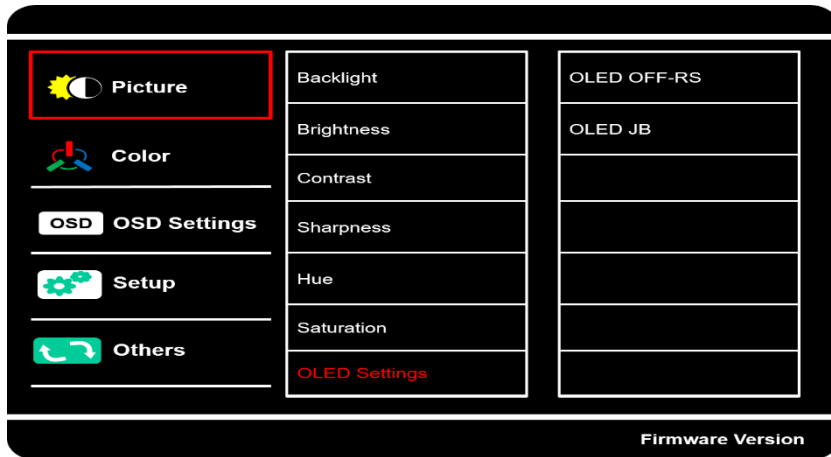 Picture
Color
OSD OSD Settings
Setup
Others
Backlight
Brightness
Contrast
Sharpness
Hue
Saturation
OLED Settings
OLED OFF-RS
OLED JB
Firmware Version